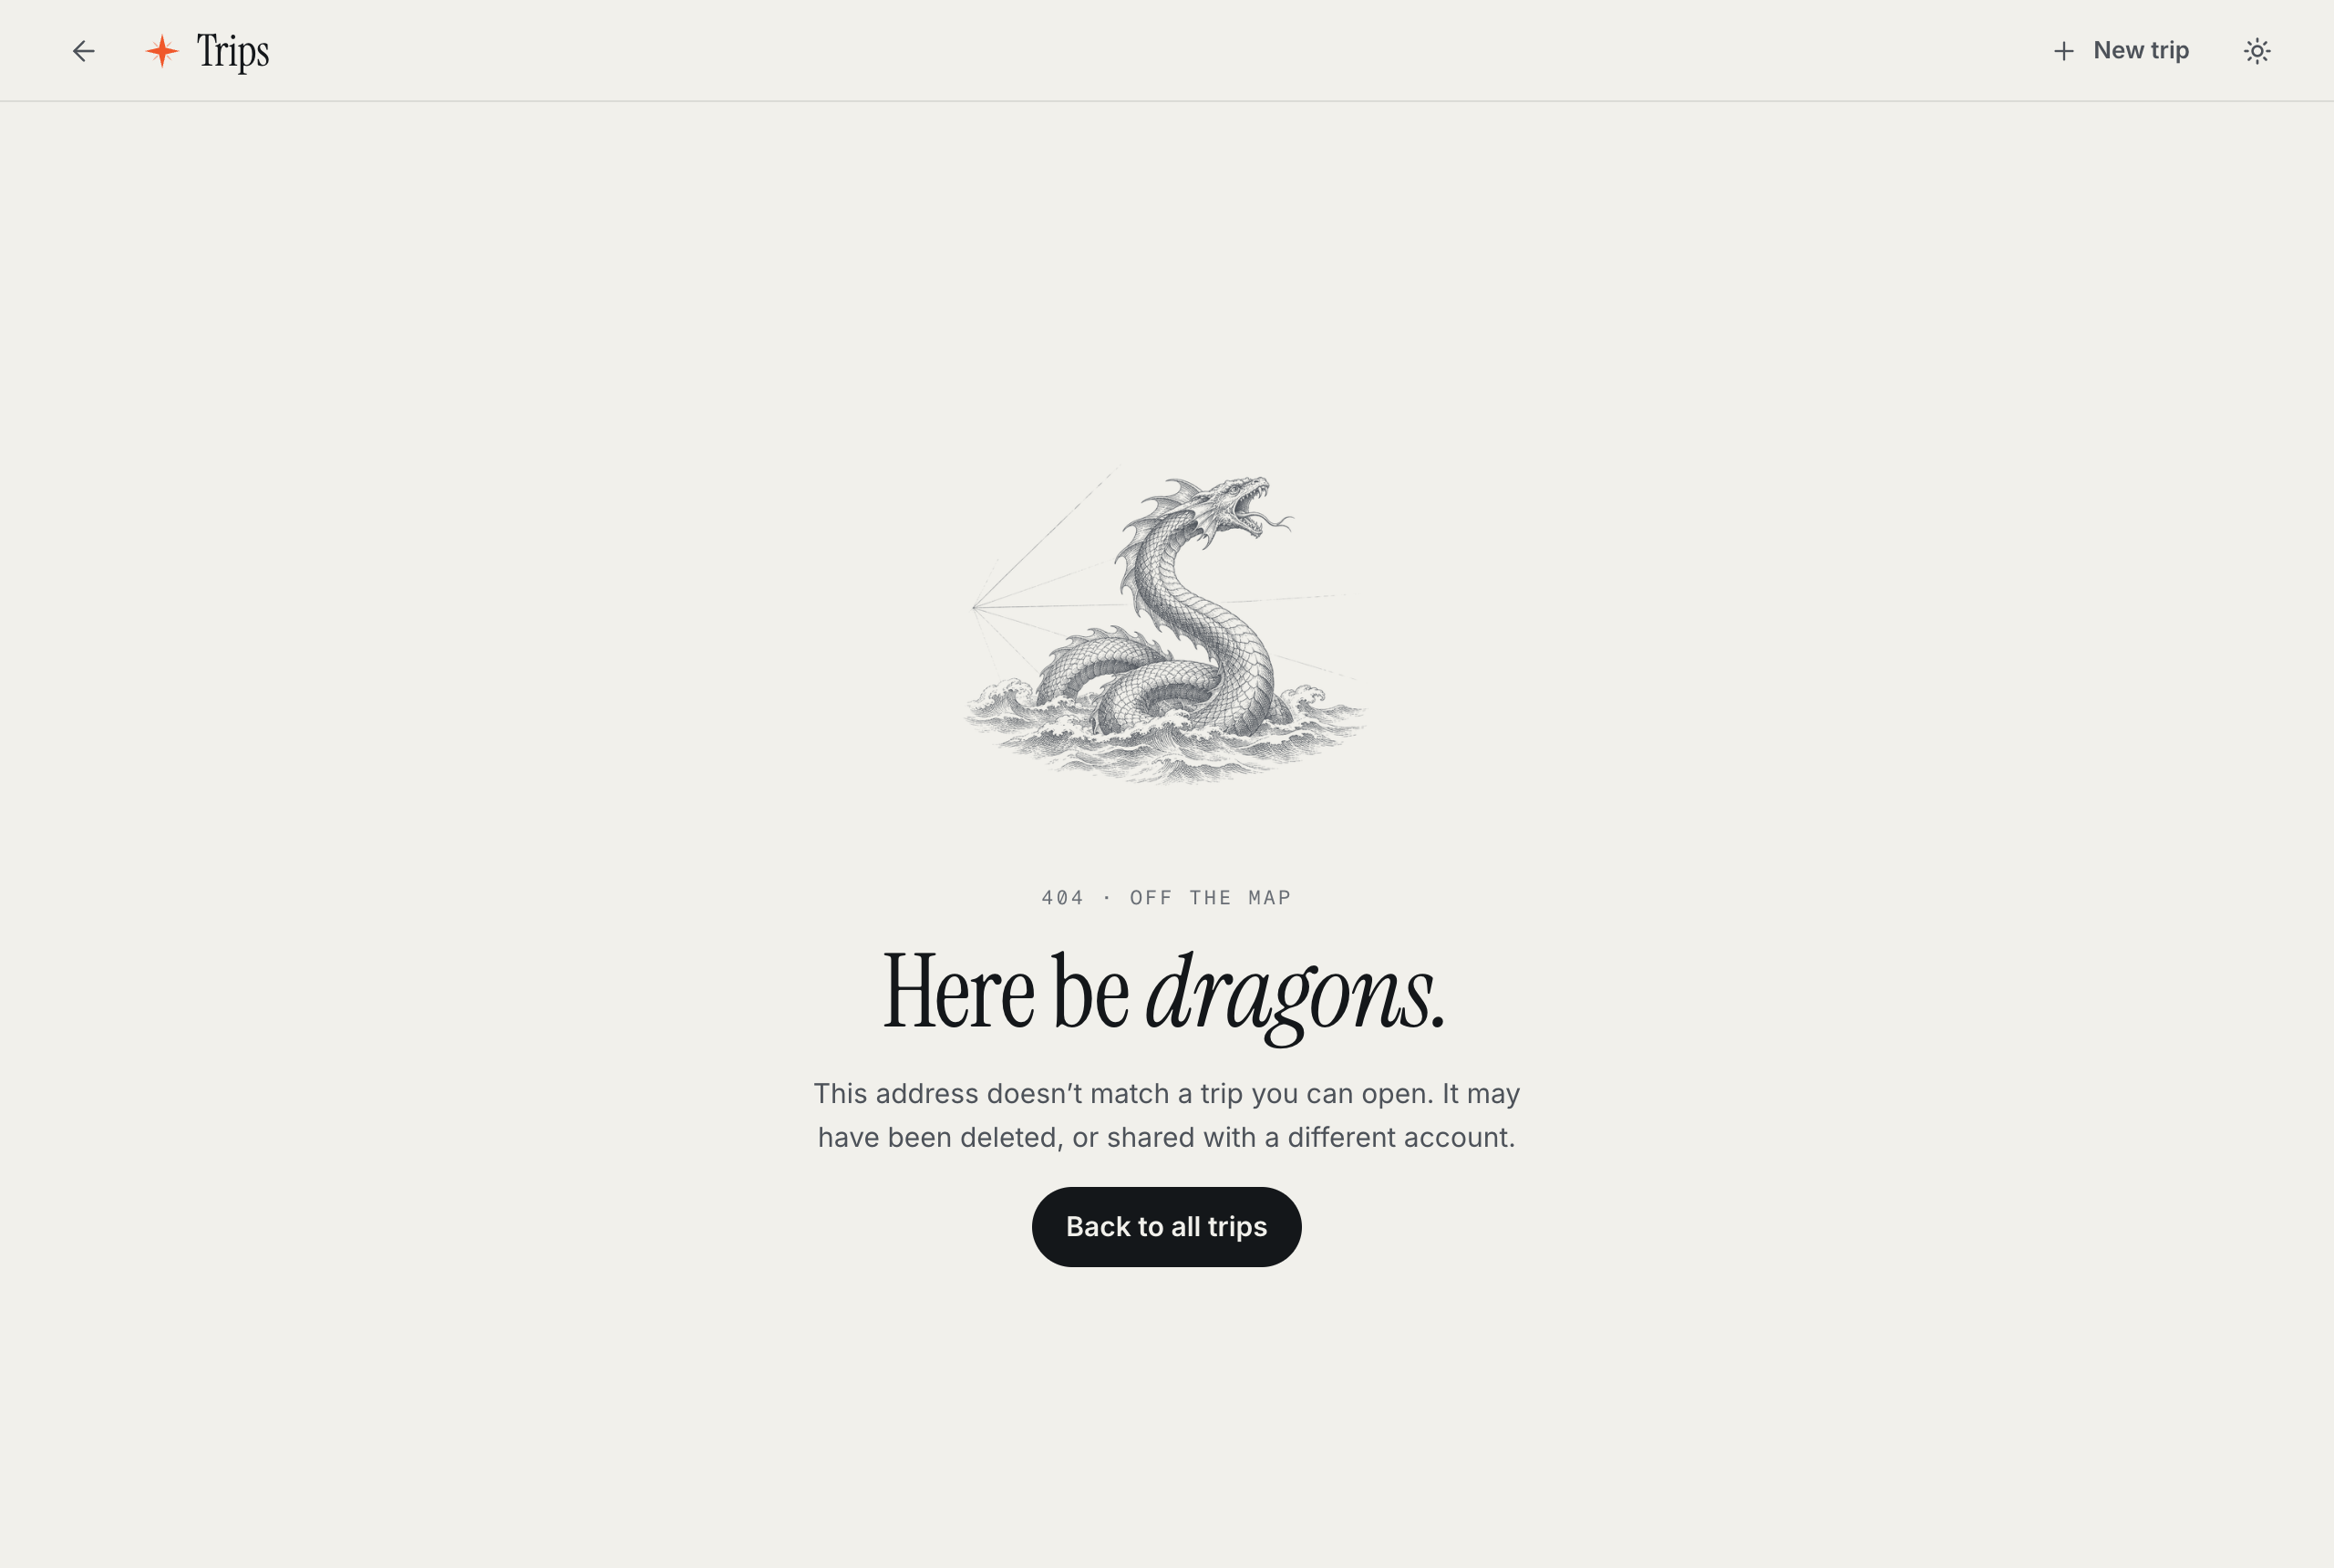 Trips
New trip
404 · OFF THE MAP
Here be dragons.
This address doesn’t match a trip you can open. It may
have been deleted, or shared with a different account.
Back to all trips